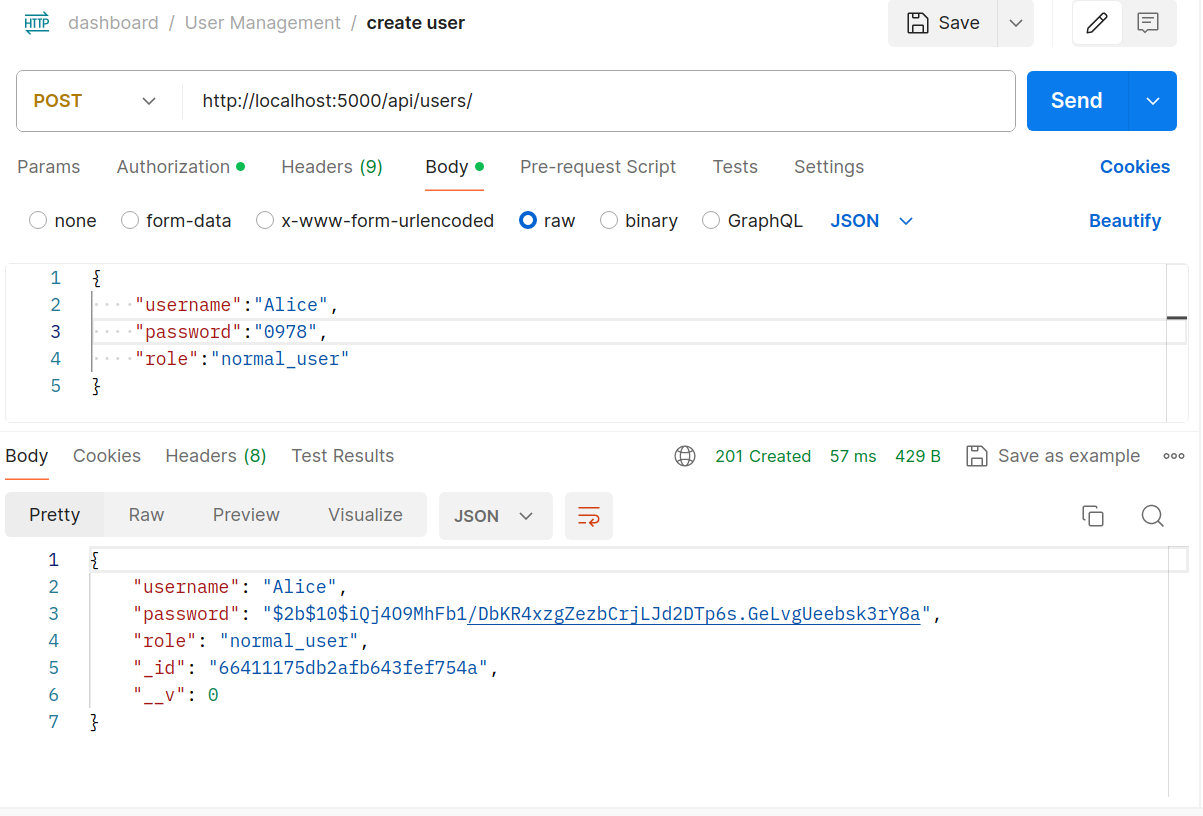 HTTP dashboard / User Management / create user Save
POST http://localhost:5000/api/users/ Send
Params Authorization Headers (9) Body Pre-request Script Tests Settings Cookies
none form-data x-www-form-urlencoded raw binary GraphQL JSON Beautify
1 {
2 ····"username":"Alice",
3 ····"password":"0978",
4 ····"role":"normal_user"
5 }
Body Cookies Headers (8) Test Results 201 Created 57 ms 429 B Save as example
Pretty Raw Preview Visualize JSON
1 {
2 "username": "Alice",
3 "password": "$2b$10$iQj4O9MhFb1/DbKR4xzgZezbCrjLJd2DTp6s.GeLvgUeebsk3rY8a",
4 "role": "normal_user",
5 "_id": "66411175db2afb643fef754a",
6 "__v": 0
7 }